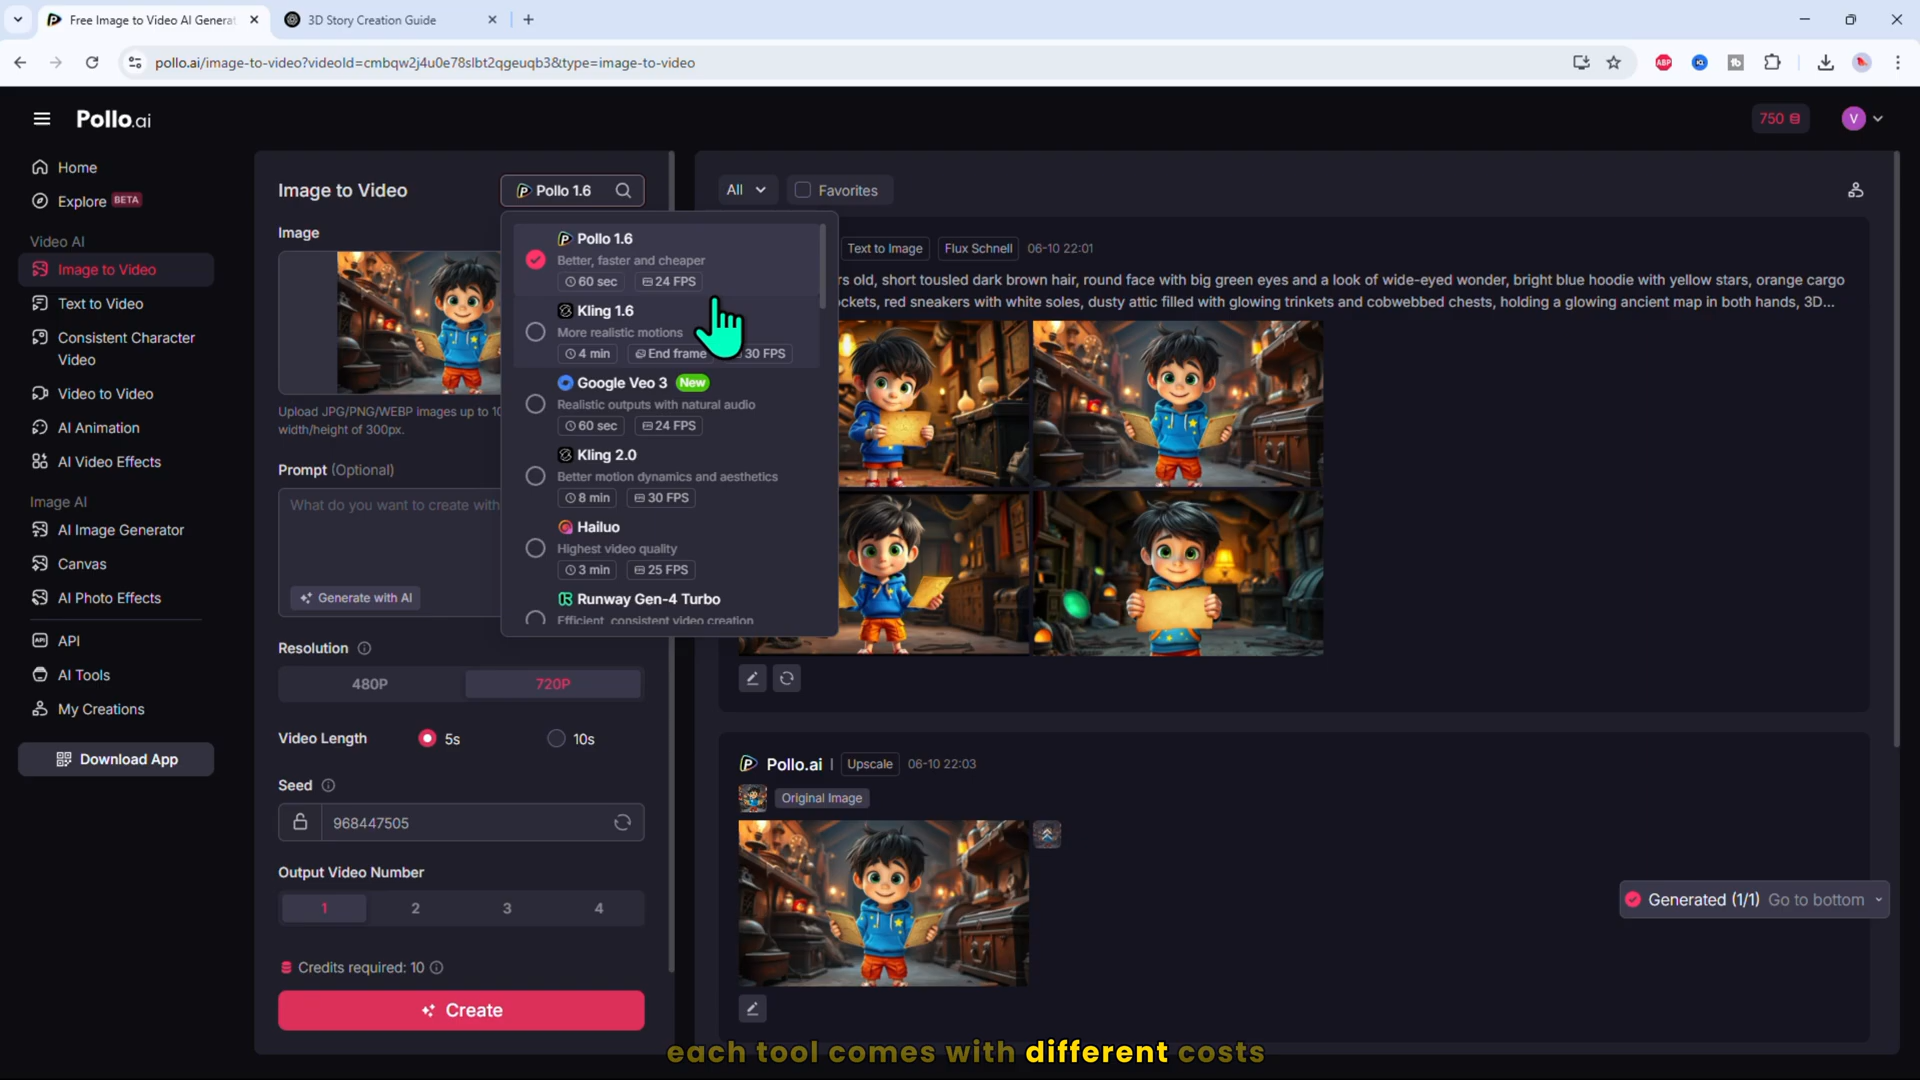 Free Image to Video AI Generat
3D Story Creation Guide
pollo.ai/image-to-video?videoId=cmbqw2j4u0e78slbt2qgeuqb3&type=image-to-video
ABP
Pollo.ai
750
V
Home
Explore BETA
Video AI
Image to Video
Text to Video
Consistent Character
Video
Video to Video
AI Animation
AI Video Effects
Image AI
AI Image Generator
Canvas
AI Photo Effects
API
AI Tools
My Creations
Download App
Image to Video
Pollo 1.6
Image
Upload JPG/PNG/WEBP images up to 10
width/height of 300px.
Prompt (Optional)
What do you want to create with
Generate with AI
Resolution
480P
720P
Video Length
5s
10s
Seed
968447505
Output Video Number
1
2
3
4
Credits required: 10
Create
Pollo 1.6
Better, faster and cheaper
60 sec
24 FPS
Kling 1.6
More realistic motions
4 min
End frame
30 FPS
Google Veo 3 New
Realistic outputs with natural audio
60 sec
24 FPS
Kling 2.0
Better motion dynamics and aesthetics
8 min
30 FPS
Hailuo
Highest video quality
3 min
25 FPS
Runway Gen-4 Turbo
Efficient, consistent video creation
All
Favorites
Text to Image
Flux Schnell
06-10 22:01
rs old, short tousled dark brown hair, round face with big green eyes and a look of wide-eyed wonder, bright blue hoodie with yellow stars, orange cargo
ockets, red sneakers with white soles, dusty attic filled with glowing trinkets and cobwebbed chests, holding a glowing ancient map in both hands, 3D...
Pollo.ai |
Upscale
06-10 22:03
Original Image
Generated (1/1) Go to bottom
each tool comes with different costs